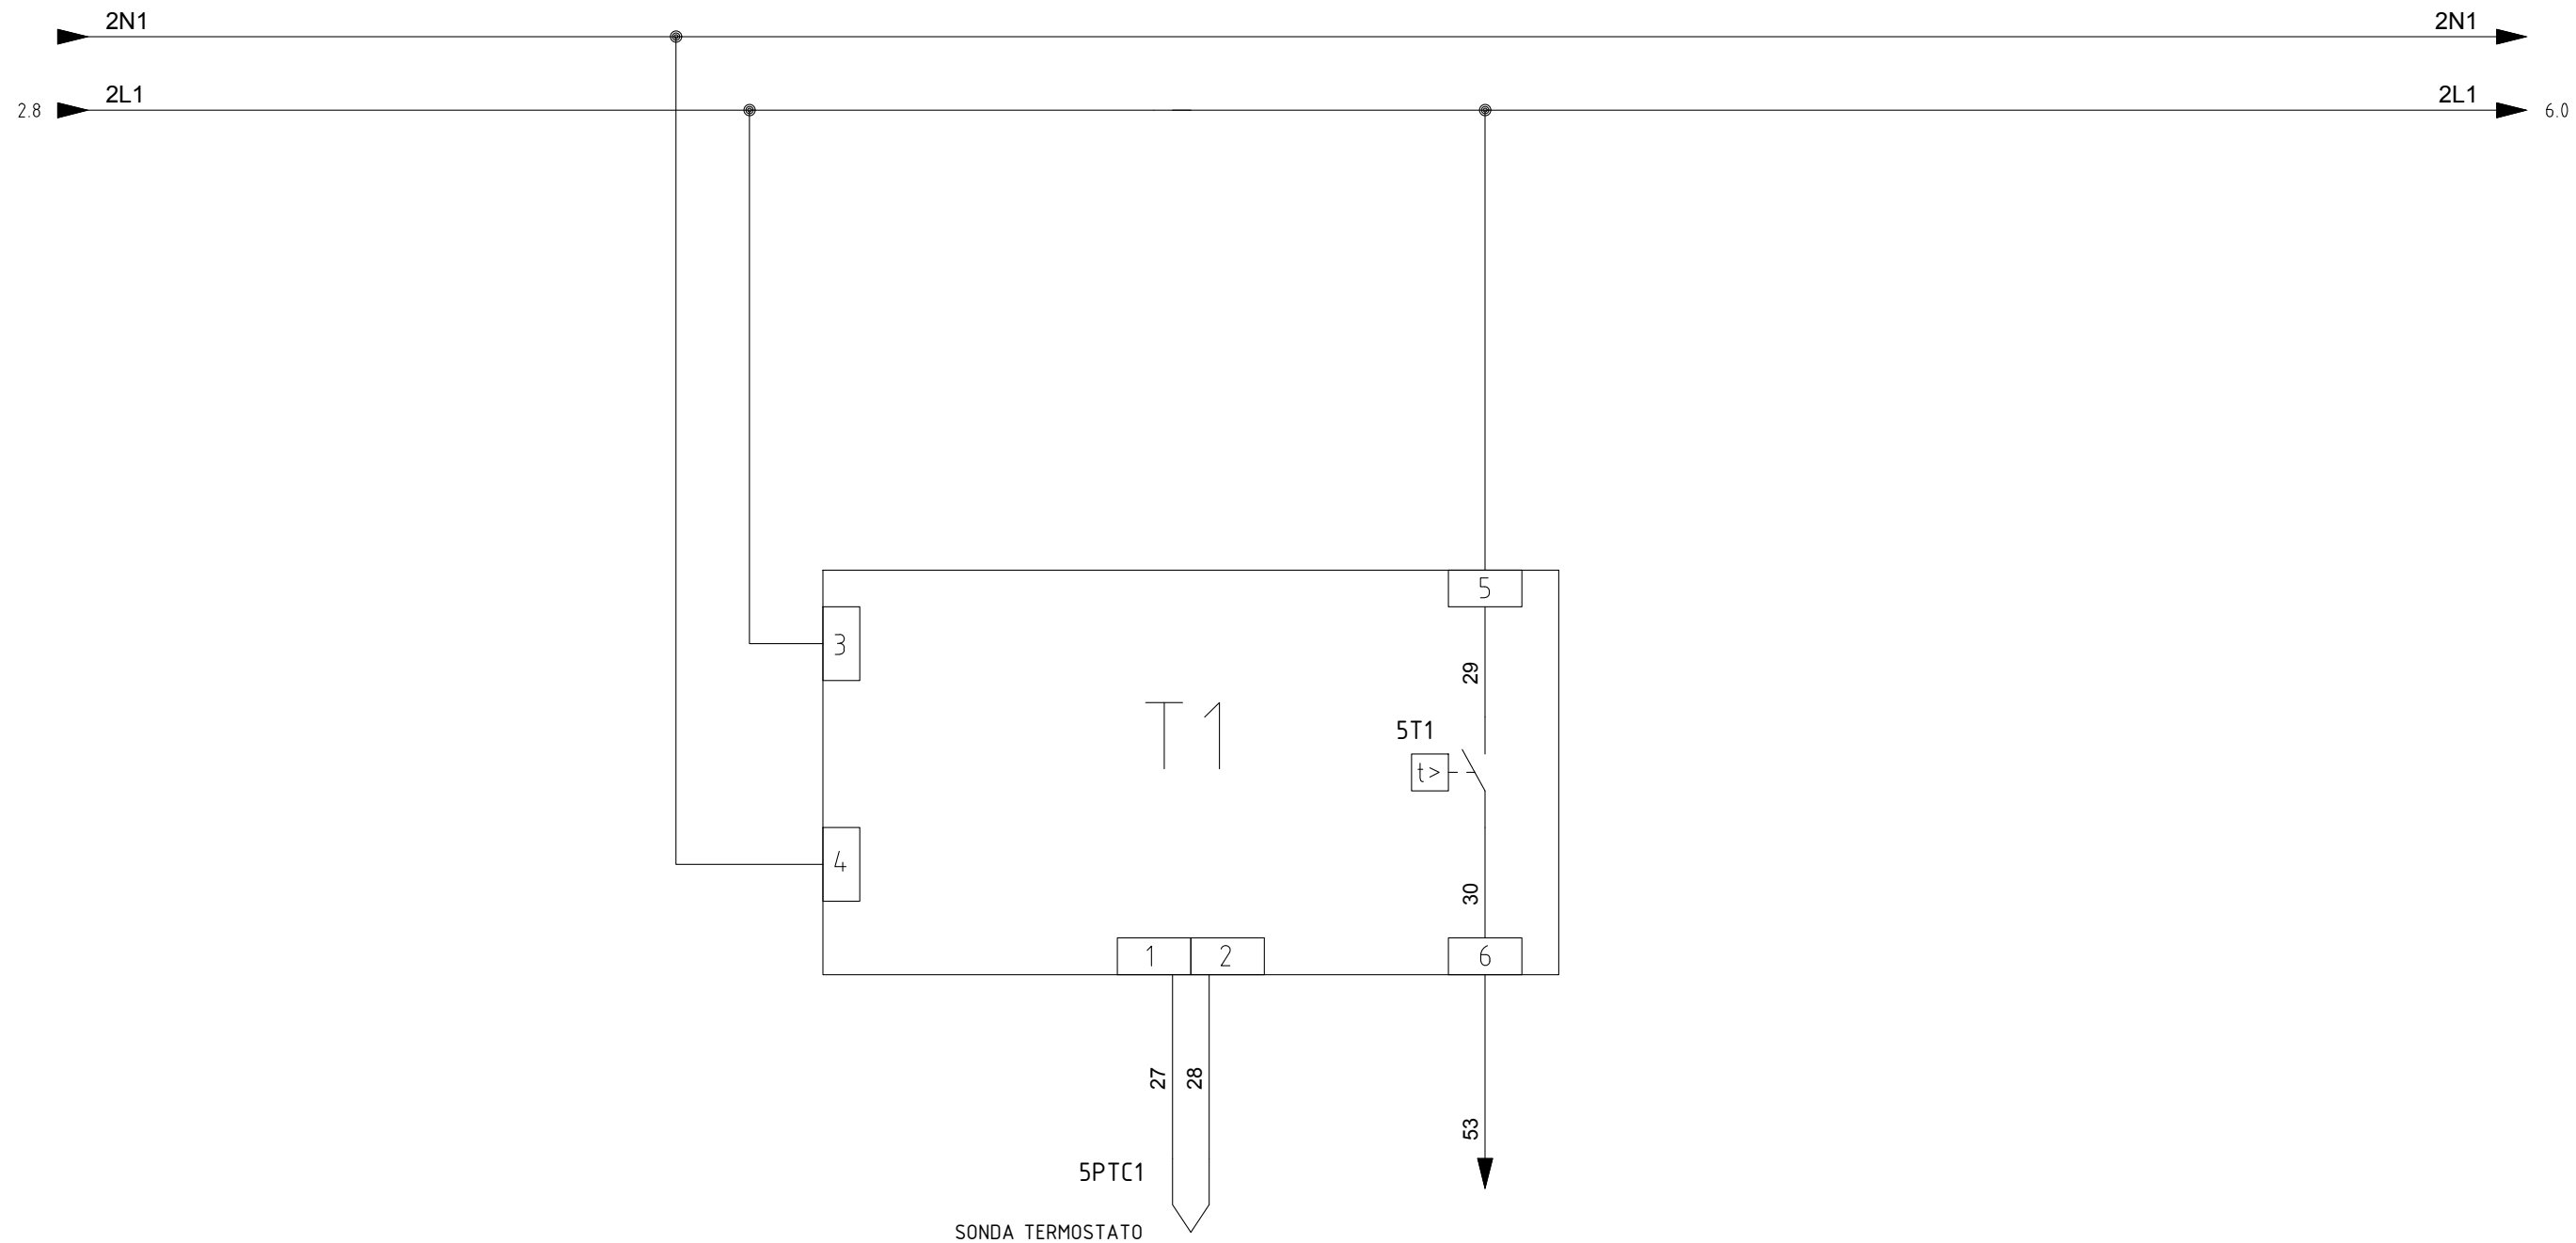 2N1 2N1
2.8 2L1 2L1 6.0
5
3
29
T1
5T1
t>
4
30
1 2 6
27 28
53
5PTC1
SONDA TERMOSTATO